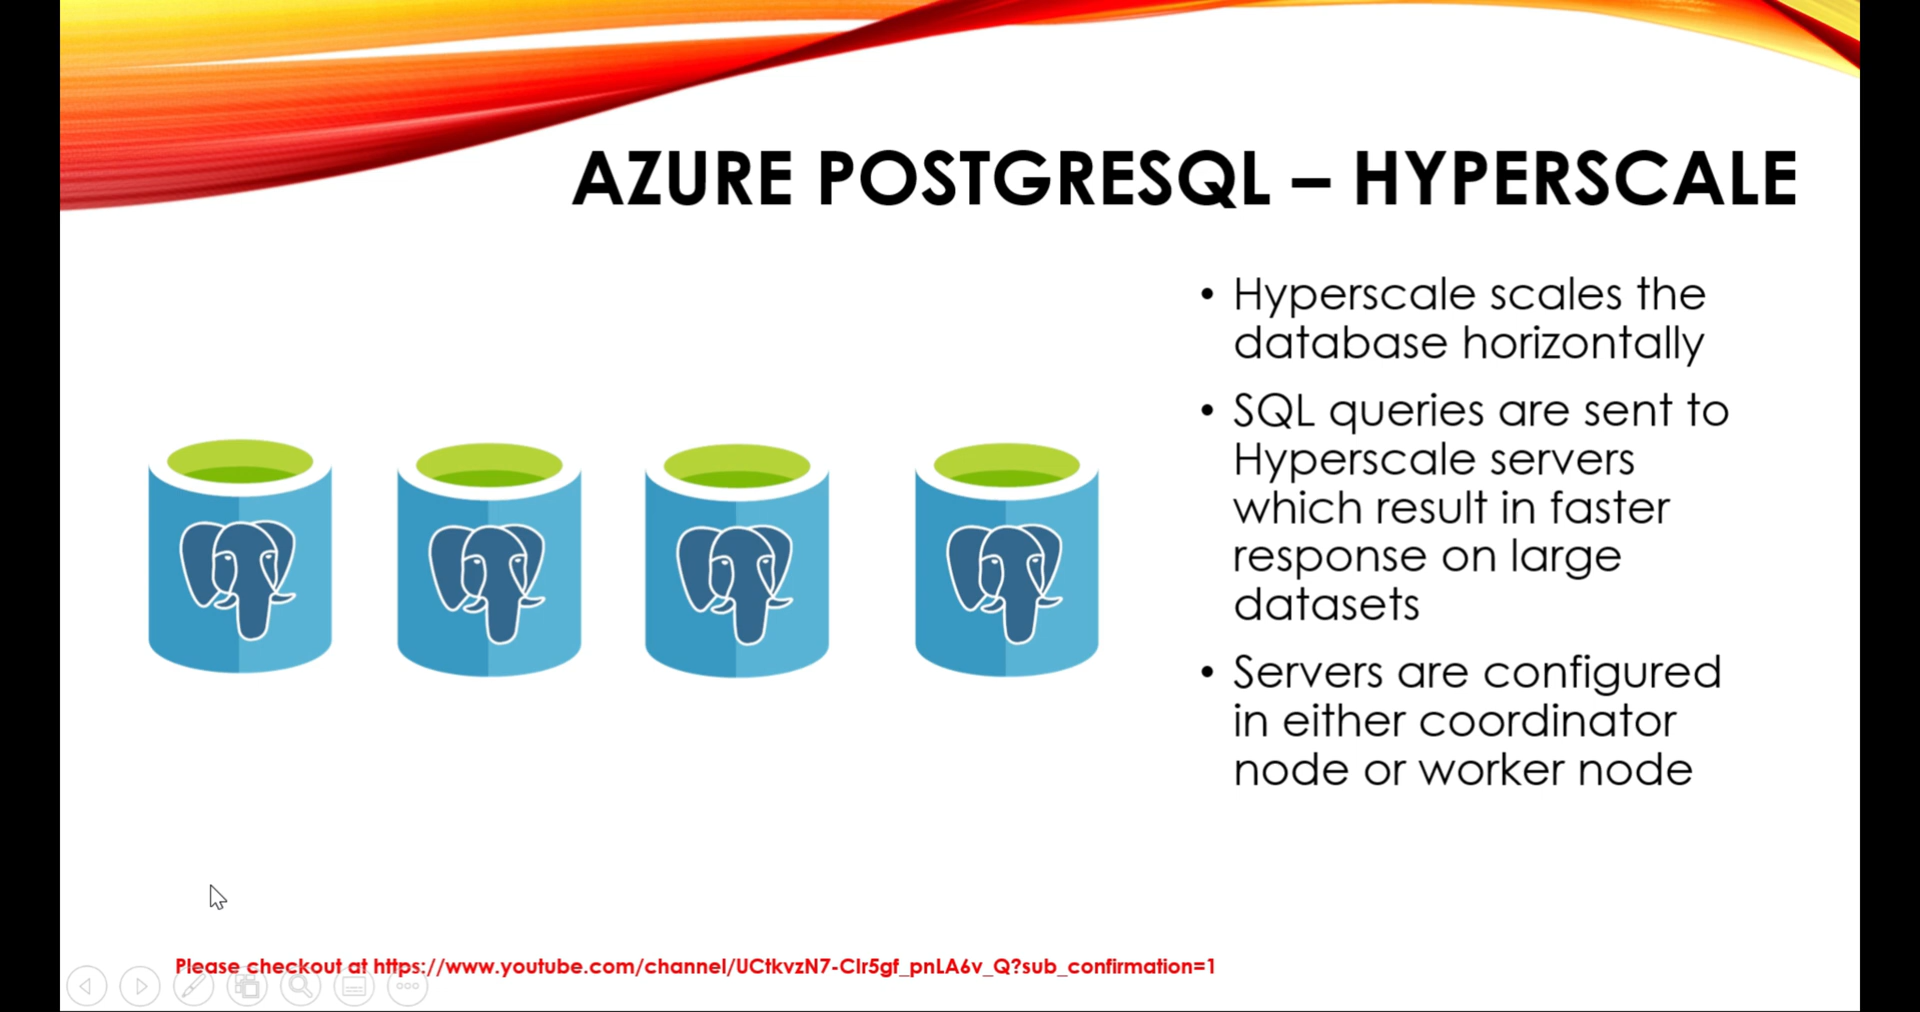 AZURE POSTGRESQL – HYPERSCALE
• Hyperscale scales the
database horizontally
• SQL queries are sent to
Hyperscale servers
which result in faster
response on large
datasets
• Servers are configured
in either coordinator
node or worker node
Please checkout at https://www.youtube.com/channel/UCtkvzN7-CIr5gf_pnLA6v_Q?sub_confirmation=1